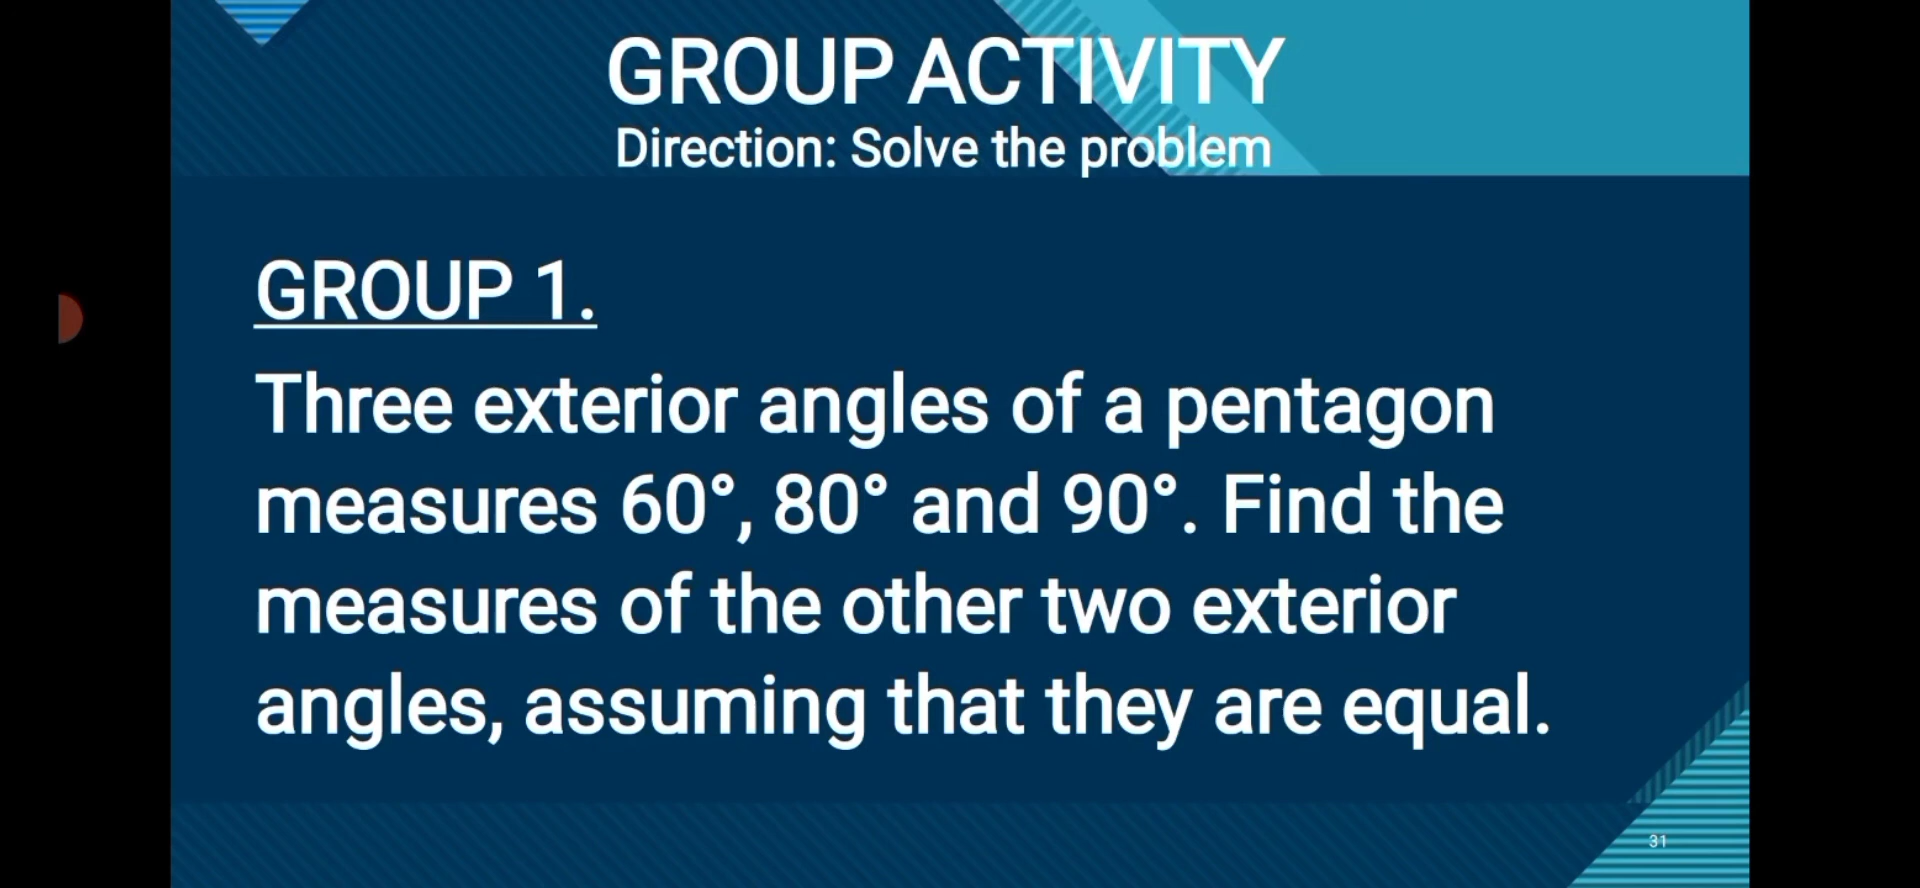 GROUP ACTIVITY
Direction: Solve the problem
GROUP 1.
Three exterior angles of a pentagon
measures 60°, 80° and 90°. Find the
measures of the other two exterior
angles, assuming that they are equal.
31